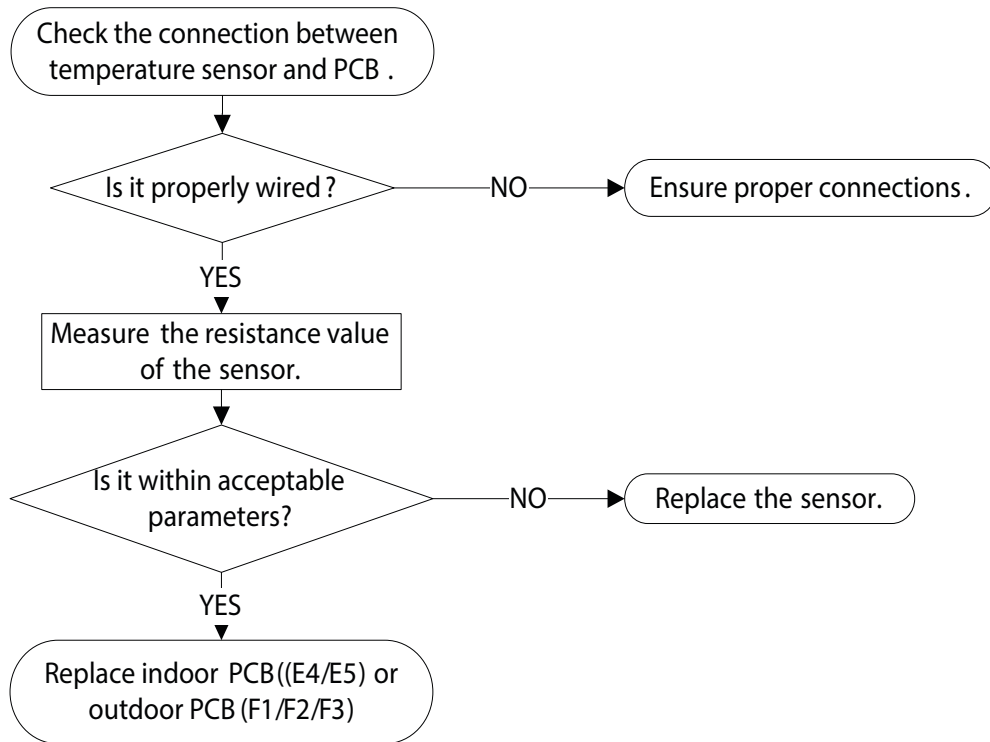 Check the connection between
temperature sensor and PCB .
Is it properly wired ?
NO
Ensure proper connections .
YES
Measure the resistance value
of the sensor.
Is it within acceptable
parameters?
NO
Replace the sensor.
YES
Replace indoor PCB((E4/E5) or
outdoor PCB (F1/F2/F3)